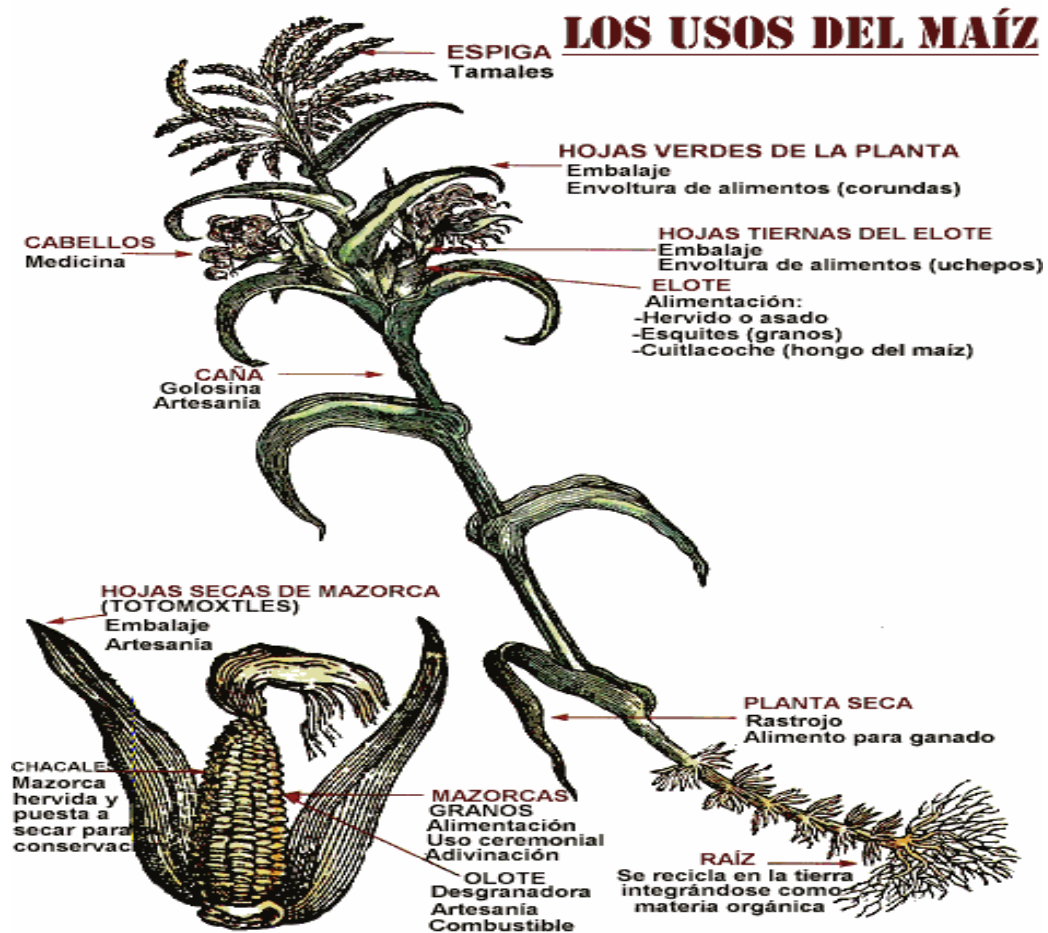 LOS USOS DEL MAÍZ
ESPIGA
Tamales
HOJAS VERDES DE LA PLANTA
Embalaje
Envoltura de alimentos (corundas)
CABELLOS
Medicina
HOJAS TIERNAS DEL ELOTE
Embalaje
Envoltura de alimentos (uchepos)
ELOTE
Alimentación:
-Hervido o asado
-Esquites (granos)
-Cuitlacoche (hongo del maíz)
CAÑA
Golosina
Artesanía
HOJAS SECAS DE MAZORCA
(TOTOMOXTLES)
Embalaje
Artesanía
PLANTA SECA
Rastrojo
Alimento para ganado
CHACALES
Mazorca
hervida y
puesta a
secar para
MAZORCAS
GRANOS
Alimentación
Uso ceremonial
Adivinación
OLOTE
Desgranadora
Artesanía
Combustible
RAÍZ
Se recicla en la tierra
integrándose como
materia orgánica